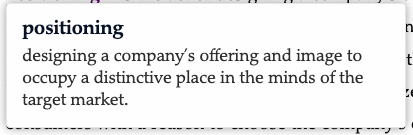 positioning
designing a company's offering and image to
occupy a distinctive place in the minds of the
target market.